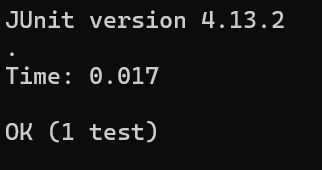 JUnit version 4.13.2
.
Time: 0.017
OK (1 test)